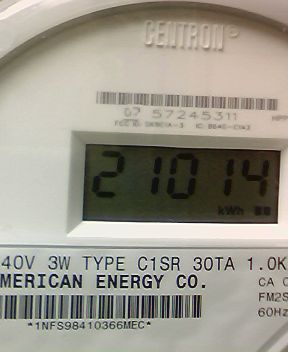 CENTRON®
07 57245311
21014
kWh
40V 3W TYPE C1SR 30TA 1.0K
MERICAN ENERGY CO.
CA
FM2S
60Hz
*1NFS98410366MEC*